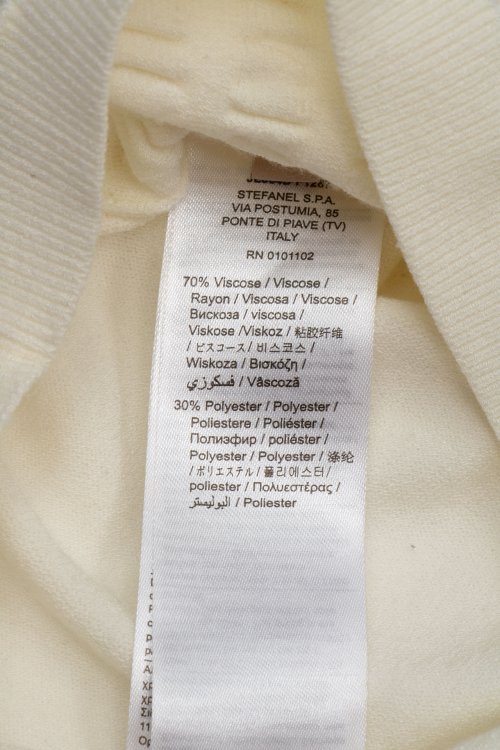 STEFANEL S.P.A.
VIA POSTUMIA, 85
PONTE DI PIAVE (TV)
ITALY
RN 0101102
70% Viscose / Viscose /
Rayon / Viscosa / Viscose /
Вискоза / viscosa /
Viskose /Viskoz / 粘胶纤维
/ ビスコース / 비스코스 /
Wiskoza / Βισκόζη /
فسكوزي / Vâscoză
30% Polyester / Polyester /
Poliestere / Poliéster /
Полиэфир / poliéster /
Polyester / Polyester / 涤纶
/ ポリエステル / 폴리에스터 /
poliester / Πολυεστέρας /
البوليستر / Poliester